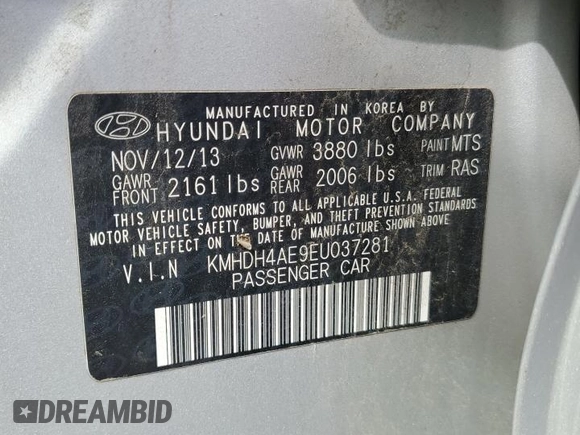 MANUFACTURED IN KOREA BY
HYUNDAI MOTOR COMPANY
NOV/12/13 GVWR 3880 lbs PAINT MTS
GAWR FRONT 2161 lbs GAWR REAR 2006 lbs TRIM RAS
THIS VEHICLE CONFORMS TO ALL APPLICABLE U.S.A. FEDERAL
MOTOR VEHICLE SAFETY, BUMPER, AND THEFT PREVENTION STANDARDS
IN EFFECT ON THE DATE OF MANUFACTURE SHOWN ABOVE.
V.I.N KMHDH4AE9EU037281
PASSENGER CAR
DREAMBID